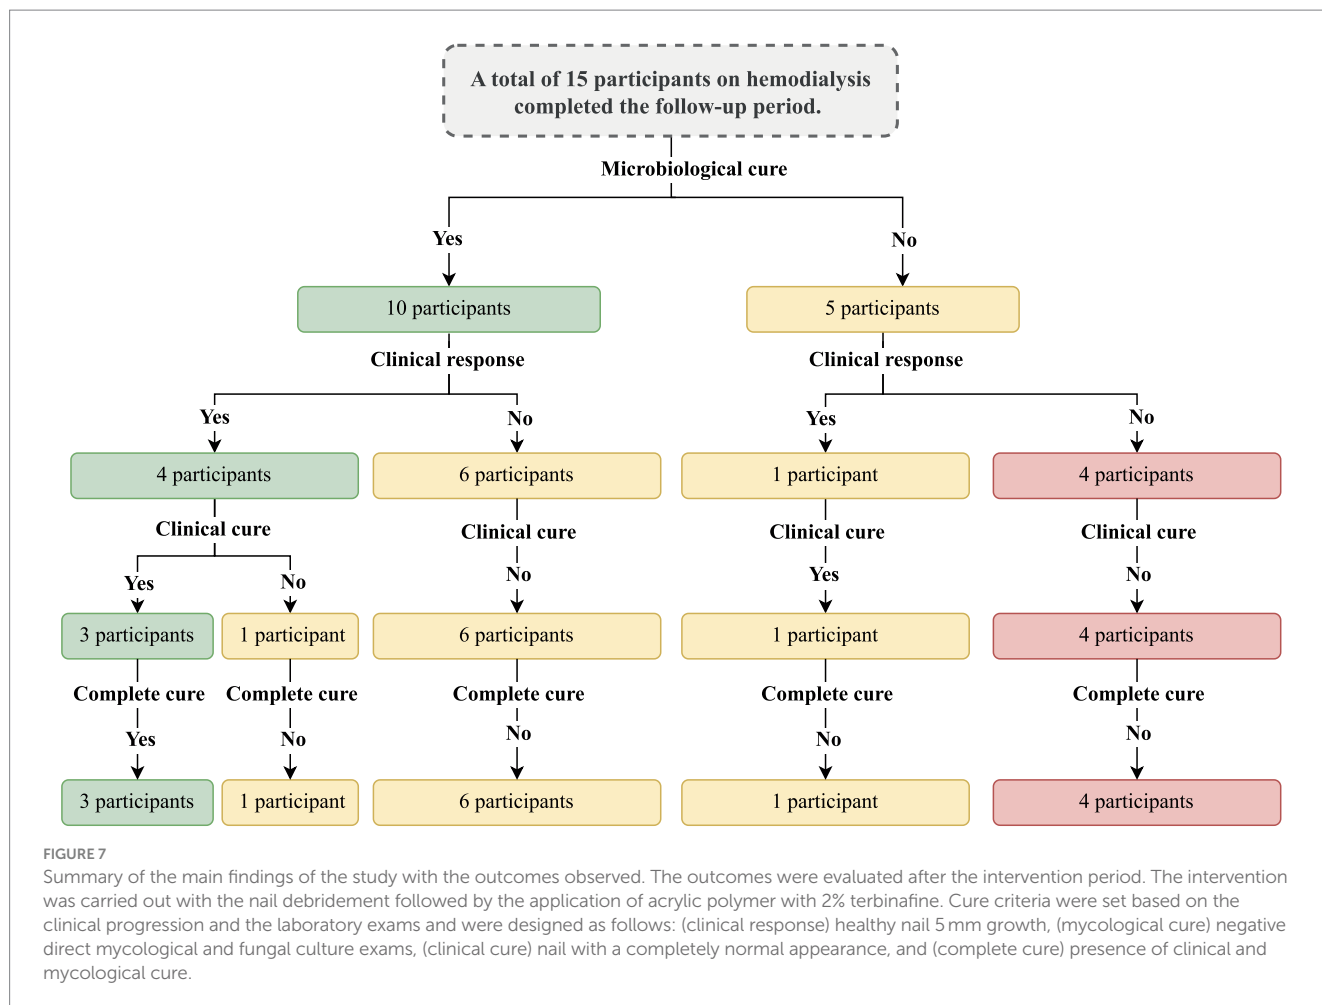 A total of 15 participants on hemodialysis
completed the follow-up period.
Microbiological cure
Yes
No
10 participants
5 participants
Clinical response
Clinical response
Yes
No
Yes
No
4 participants
6 participants
1 participant
4 participants
Clinical cure
Clinical cure
Clinical cure
Clinical cure
Yes
No
No
Yes
No
3 participants
1 participant
6 participants
1 participant
4 participants
Complete cure
Complete cure
Complete cure
Complete cure
Complete cure
Yes
No
No
No
No
3 participants
1 participant
6 participants
1 participant
4 participants
FIGURE 7
Summary of the main findings of the study with the outcomes observed. The outcomes were evaluated after the intervention period. The intervention
was carried out with the nail debridement followed by the application of acrylic polymer with 2% terbinafine. Cure criteria were set based on the
clinical progression and the laboratory exams and were designed as follows: (clinical response) healthy nail 5 mm growth, (mycological cure) negative
direct mycological and fungal culture exams, (clinical cure) nail with a completely normal appearance, and (complete cure) presence of clinical and
mycological cure.